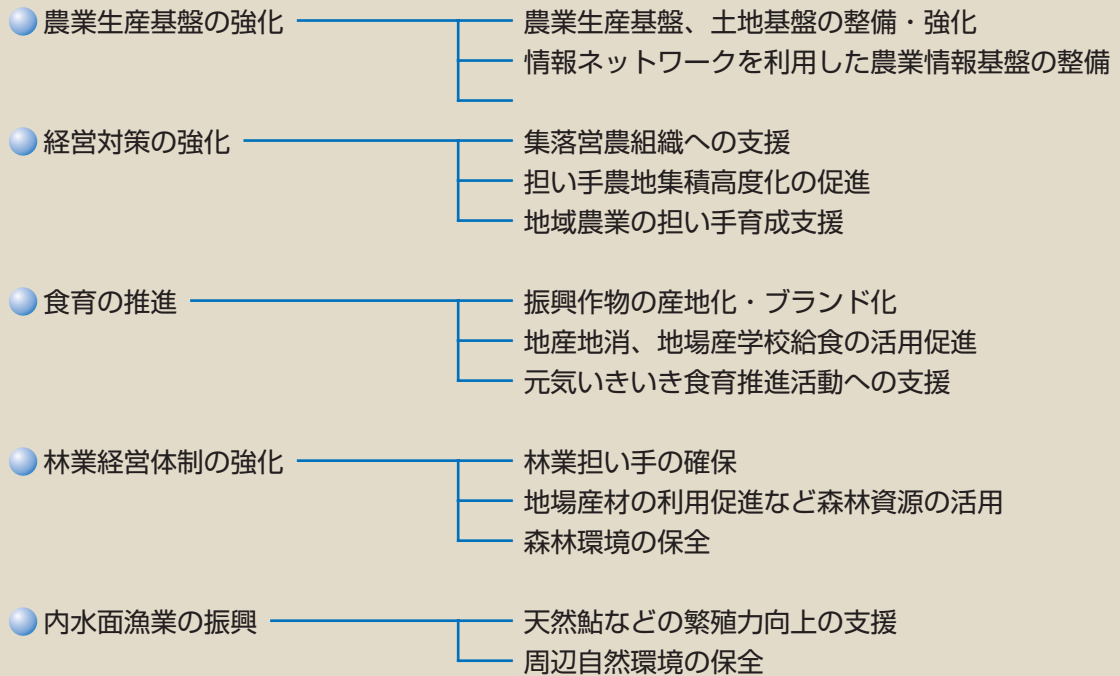 農業生産基盤の強化
農業生産基盤、土地基盤の整備・強化
情報ネットワークを利用した農業情報基盤の整備
経営対策の強化
集落営農組織への支援
担い手農地集積高度化の促進
地域農業の担い手育成支援
食育の推進
振興作物の産地化・ブランド化
地産地消、地場産学校給食の活用促進
元気いきいき食育推進活動への支援
林業経営体制の強化
林業担い手の確保
地場産材の利用促進など森林資源の活用
森林環境の保全
内水面漁業の振興
天然鮎などの繁殖力向上の支援
周辺自然環境の保全